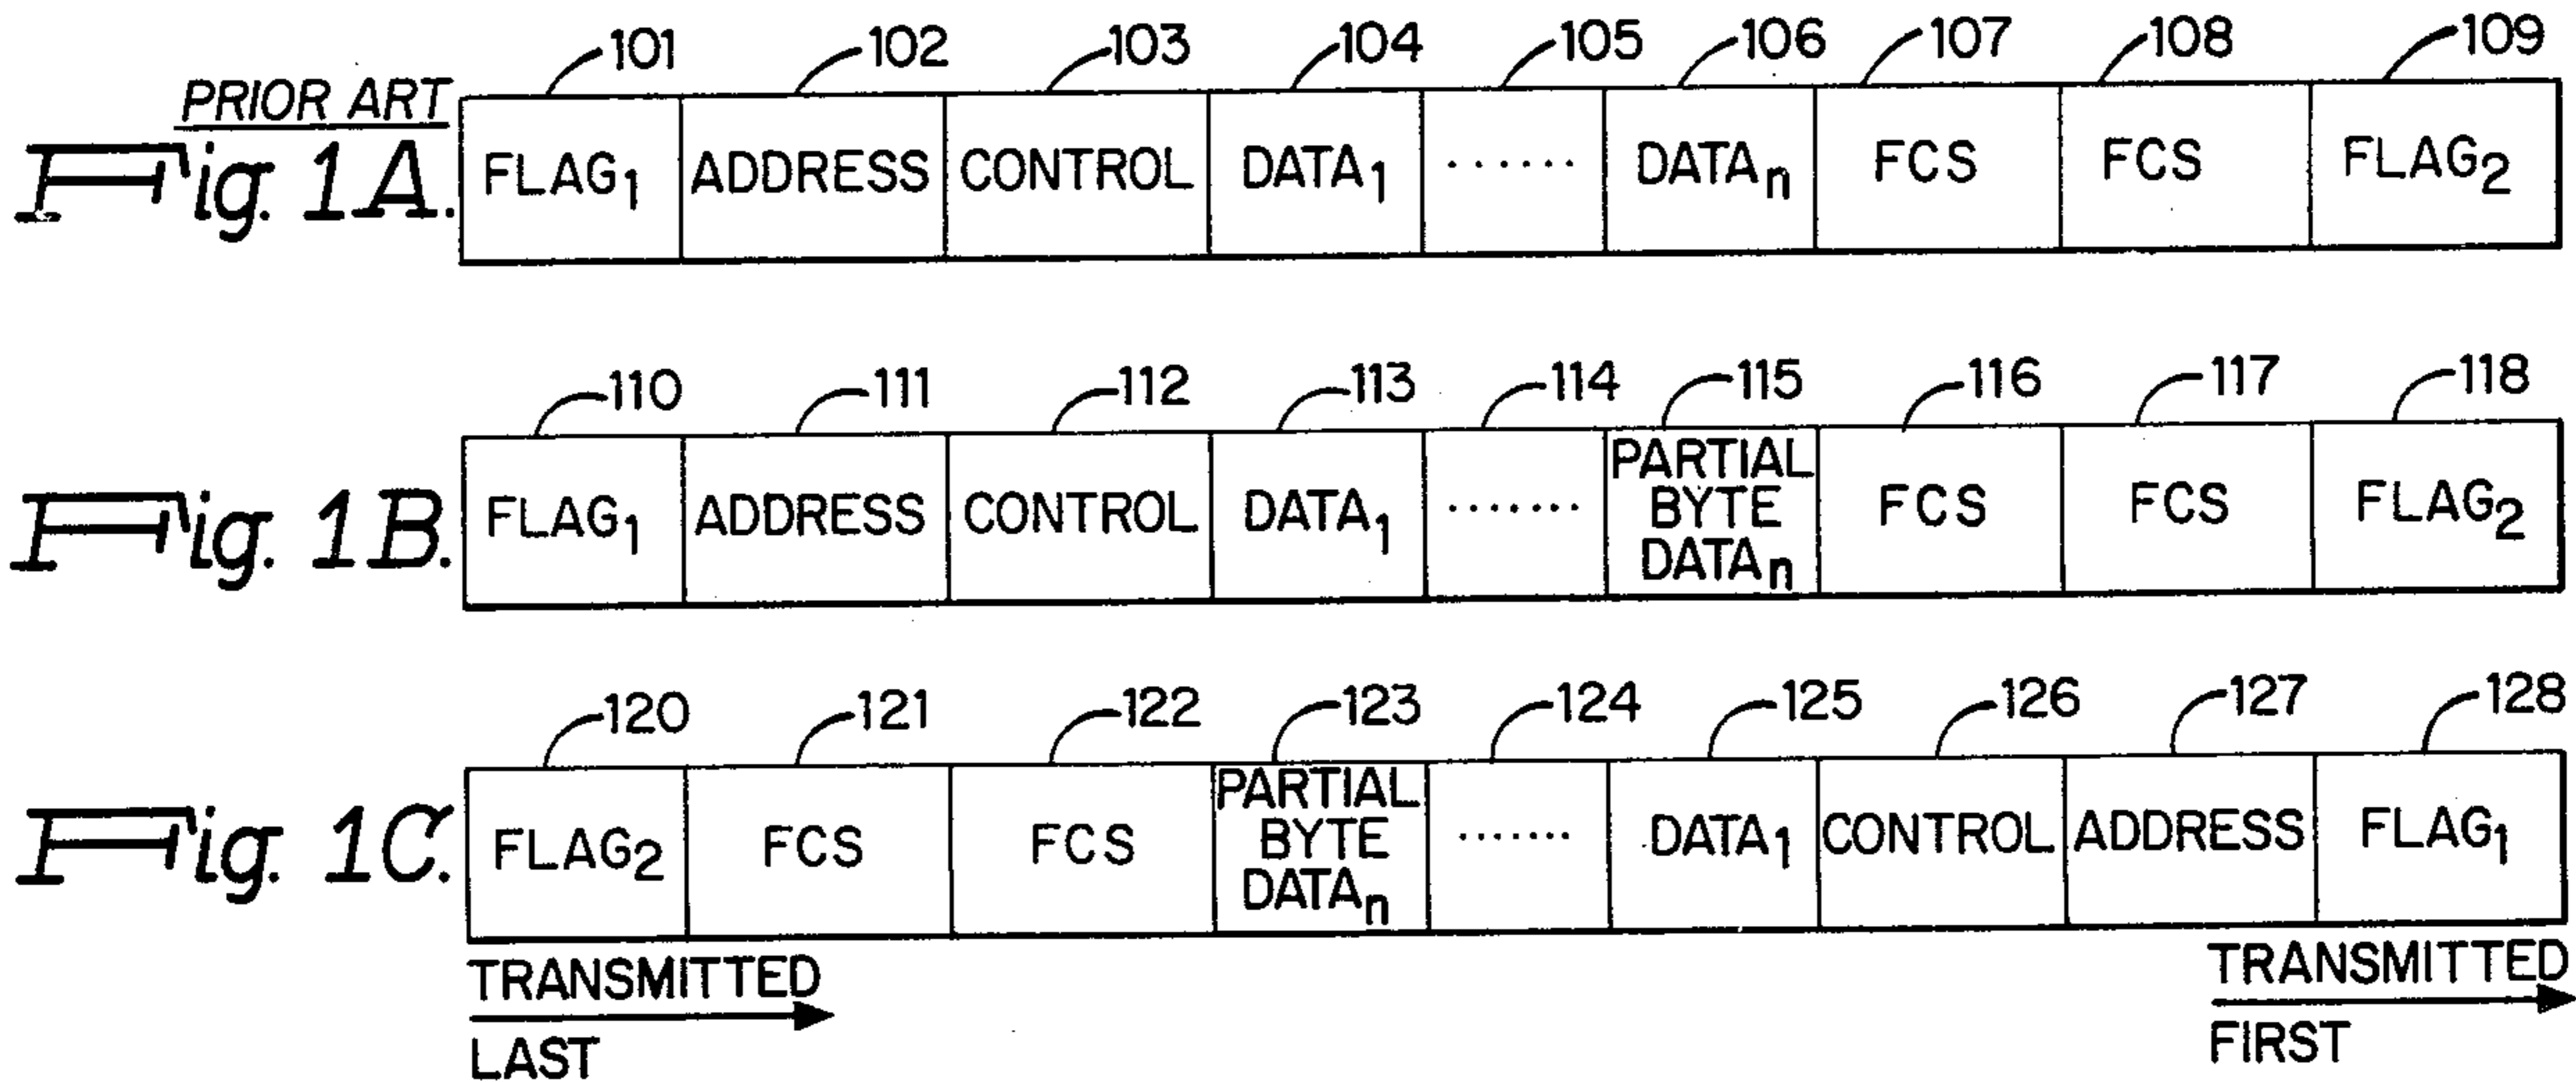 101 102 103 104 105 106 107 108 109
PRIOR ART
Fig. 1A.
FLAG1 ADDRESS CONTROL DATA1 ....... DATAn FCS FCS FLAG2
110 111 112 113 114 115 116 117 118
Fig. 1B.
FLAG1 ADDRESS CONTROL DATA1 ........ PARTIAL BYTE DATAn FCS FCS FLAG2
120 121 122 123 124 125 126 127 128
Fig. 1C.
FLAG2 FCS FCS PARTIAL BYTE DATAn ....... DATA1 CONTROL ADDRESS FLAG1
TRANSMITTED LAST
TRANSMITTED FIRST